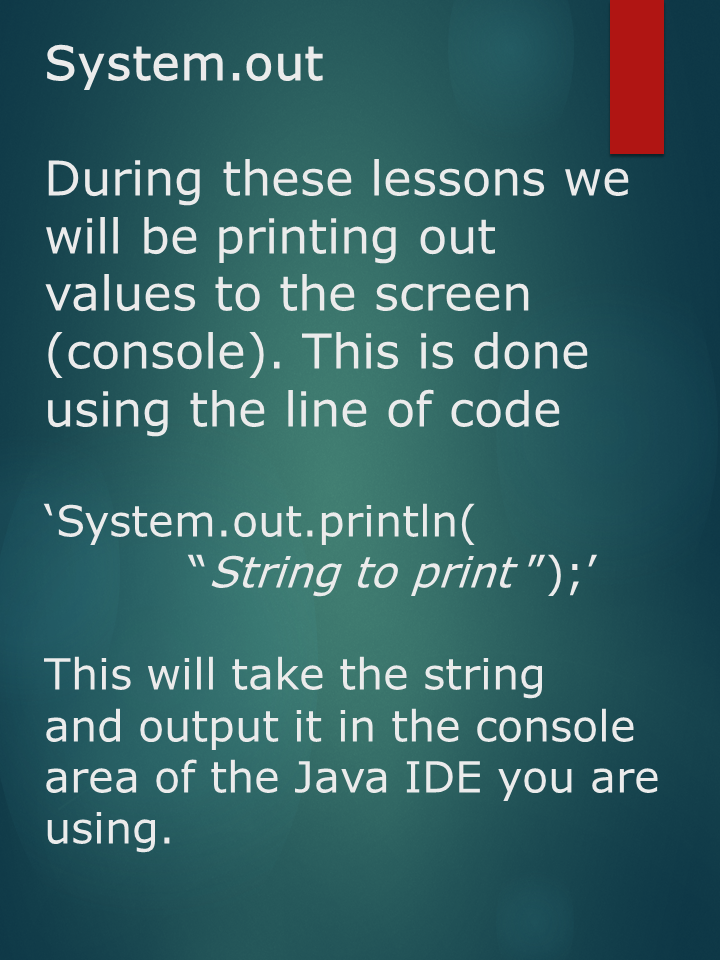 System.out
During these lessons we
will be printing out
values to the screen
(console). This is done
using the line of code
‘System.out.println(
“String to print ”);’
This will take the string
and output it in the console
area of the Java IDE you are
using.